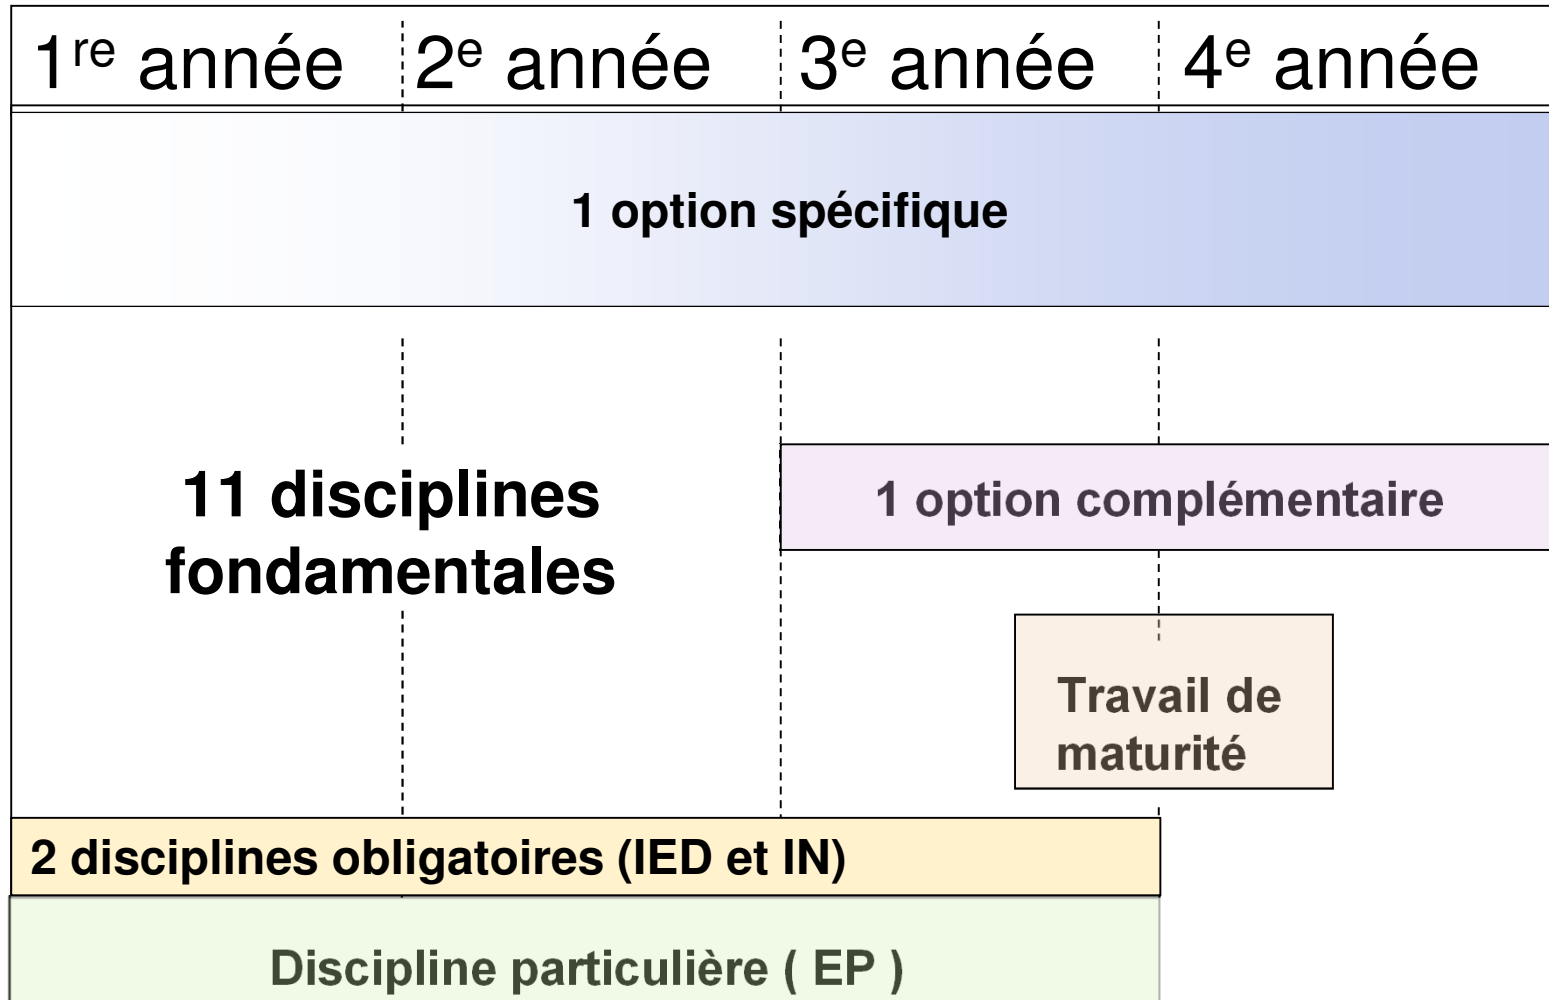 1re année 2e année 3e année 4e année
1 option spécifique
11 disciplines
fondamentales
1 option complémentaire
Travail de
maturité
2 disciplines obligatoires (IED et IN)
Discipline particulière ( EP )